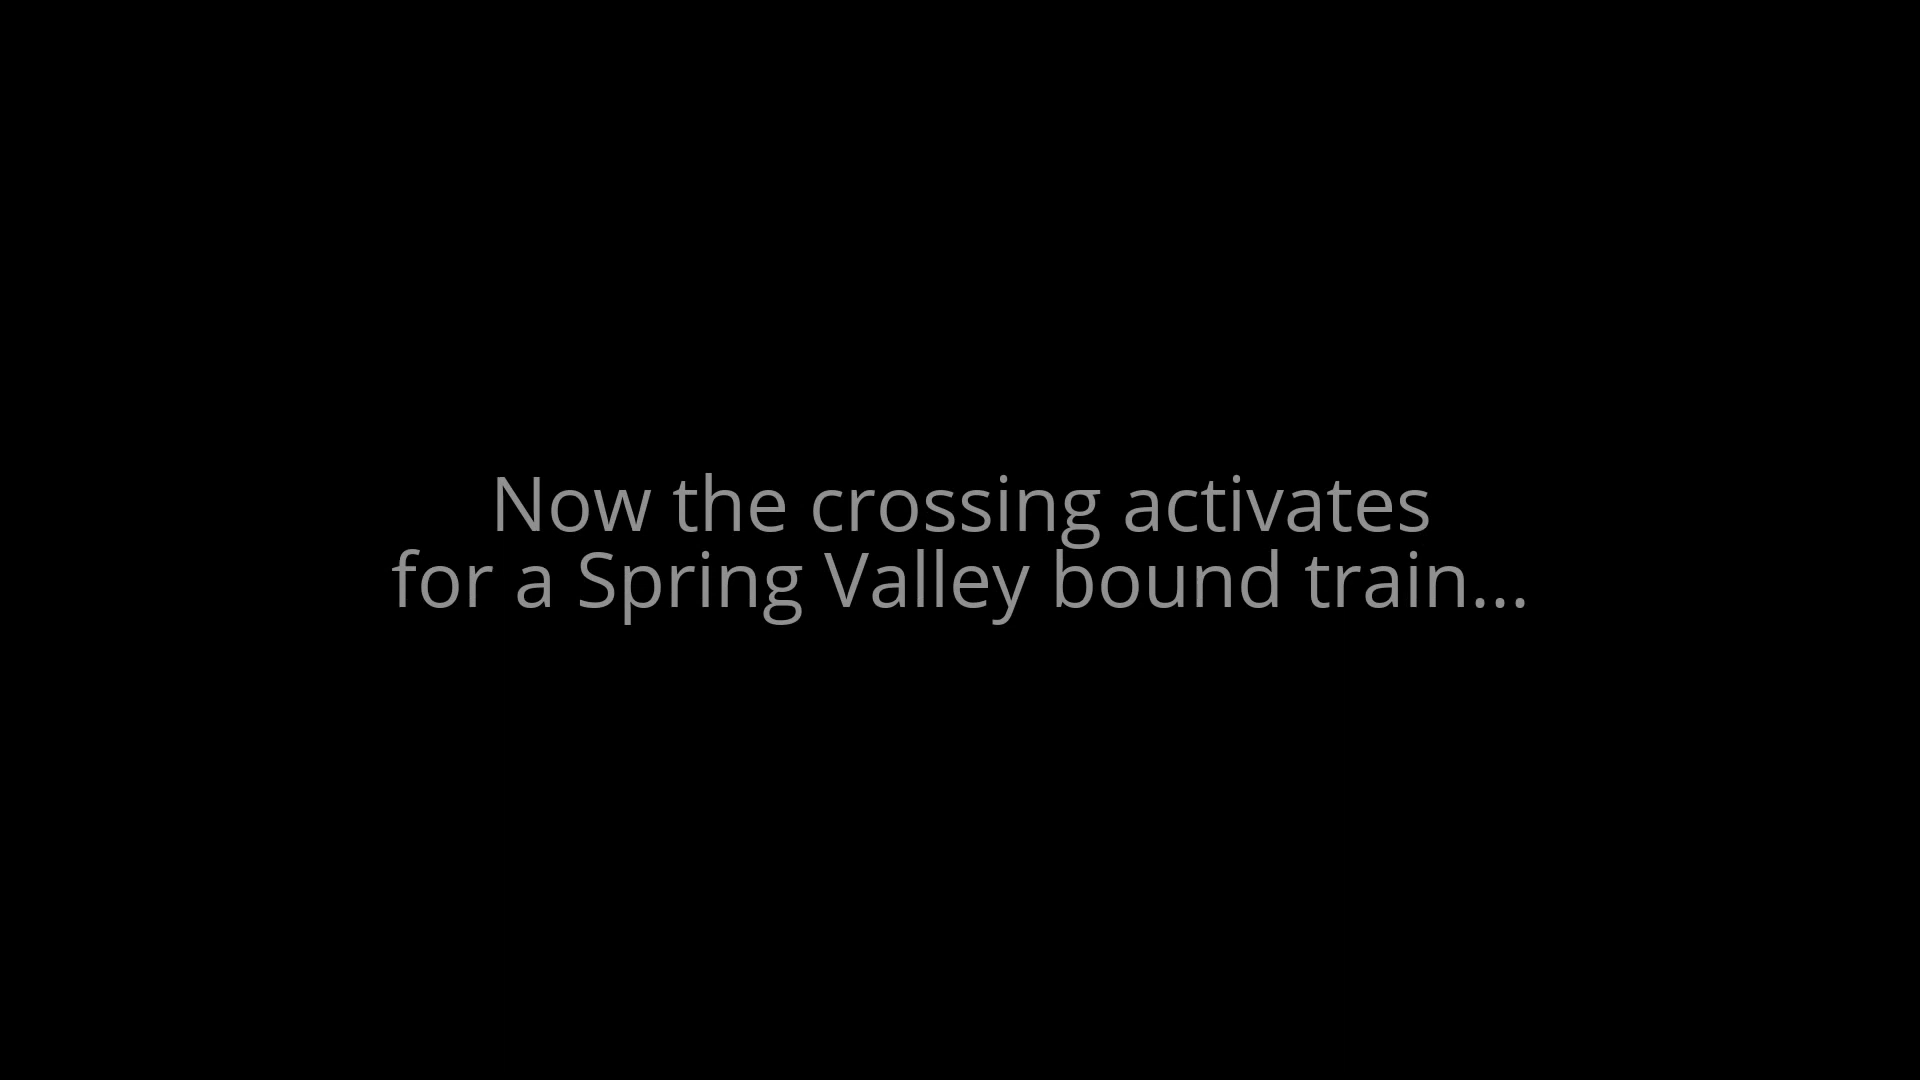 Now the crossing activates
for a Spring Valley bound train...